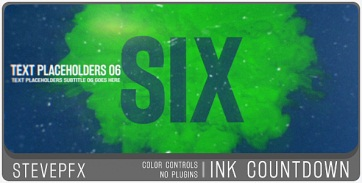 SIX
TEXT PLACEHOLDERS 06
TEXT PLACEHOLDERS SUBTITLE 06 GOES HERE
STEVEPFX
COLOR CONTROLS
NO PLUGINS
INK COUNTDOWN